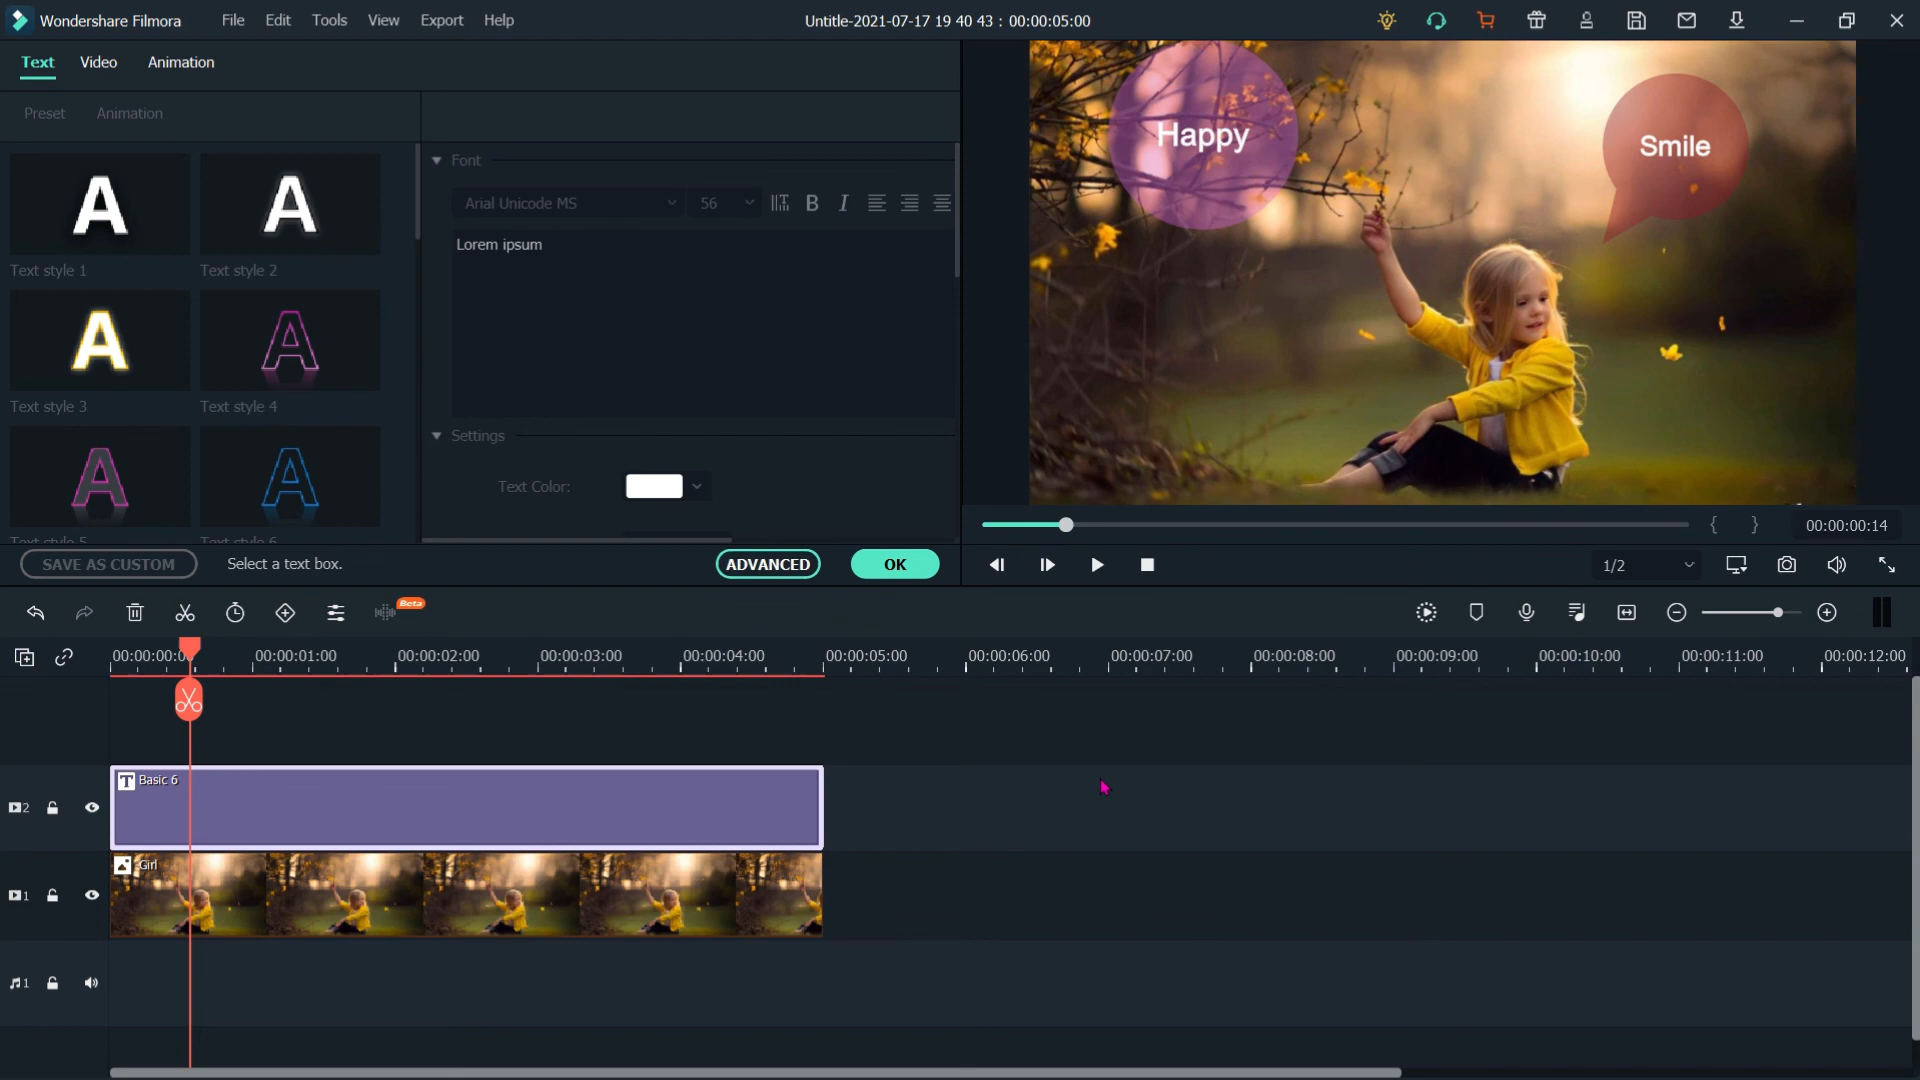 Wondershare Filmora File Edit Tools View Export Help Untitle-2021-07-17 19 40 43 : 00:00:05:00
Text Video Animation
Preset Animation
Font
Arial Unicode MS 56 B I
Lorem ipsum
Text style 1 Text style 2
Text style 3 Text style 4
Settings
Text Color:
Text style 5 Text style 6
SAVE AS CUSTOM Select a text box. ADVANCED OK
Happy
Smile
{ } 00:00:00:14
1/2
Beta
00:00:00:0 00:00:01:00 00:00:02:00 00:00:03:00 00:00:04:00 00:00:05:00 00:00:06:00 00:00:07:00 00:00:08:00 00:00:09:00 00:00:10:00 00:00:11:00 00:00:12:00
T Basic 6
2
Girl
1
1